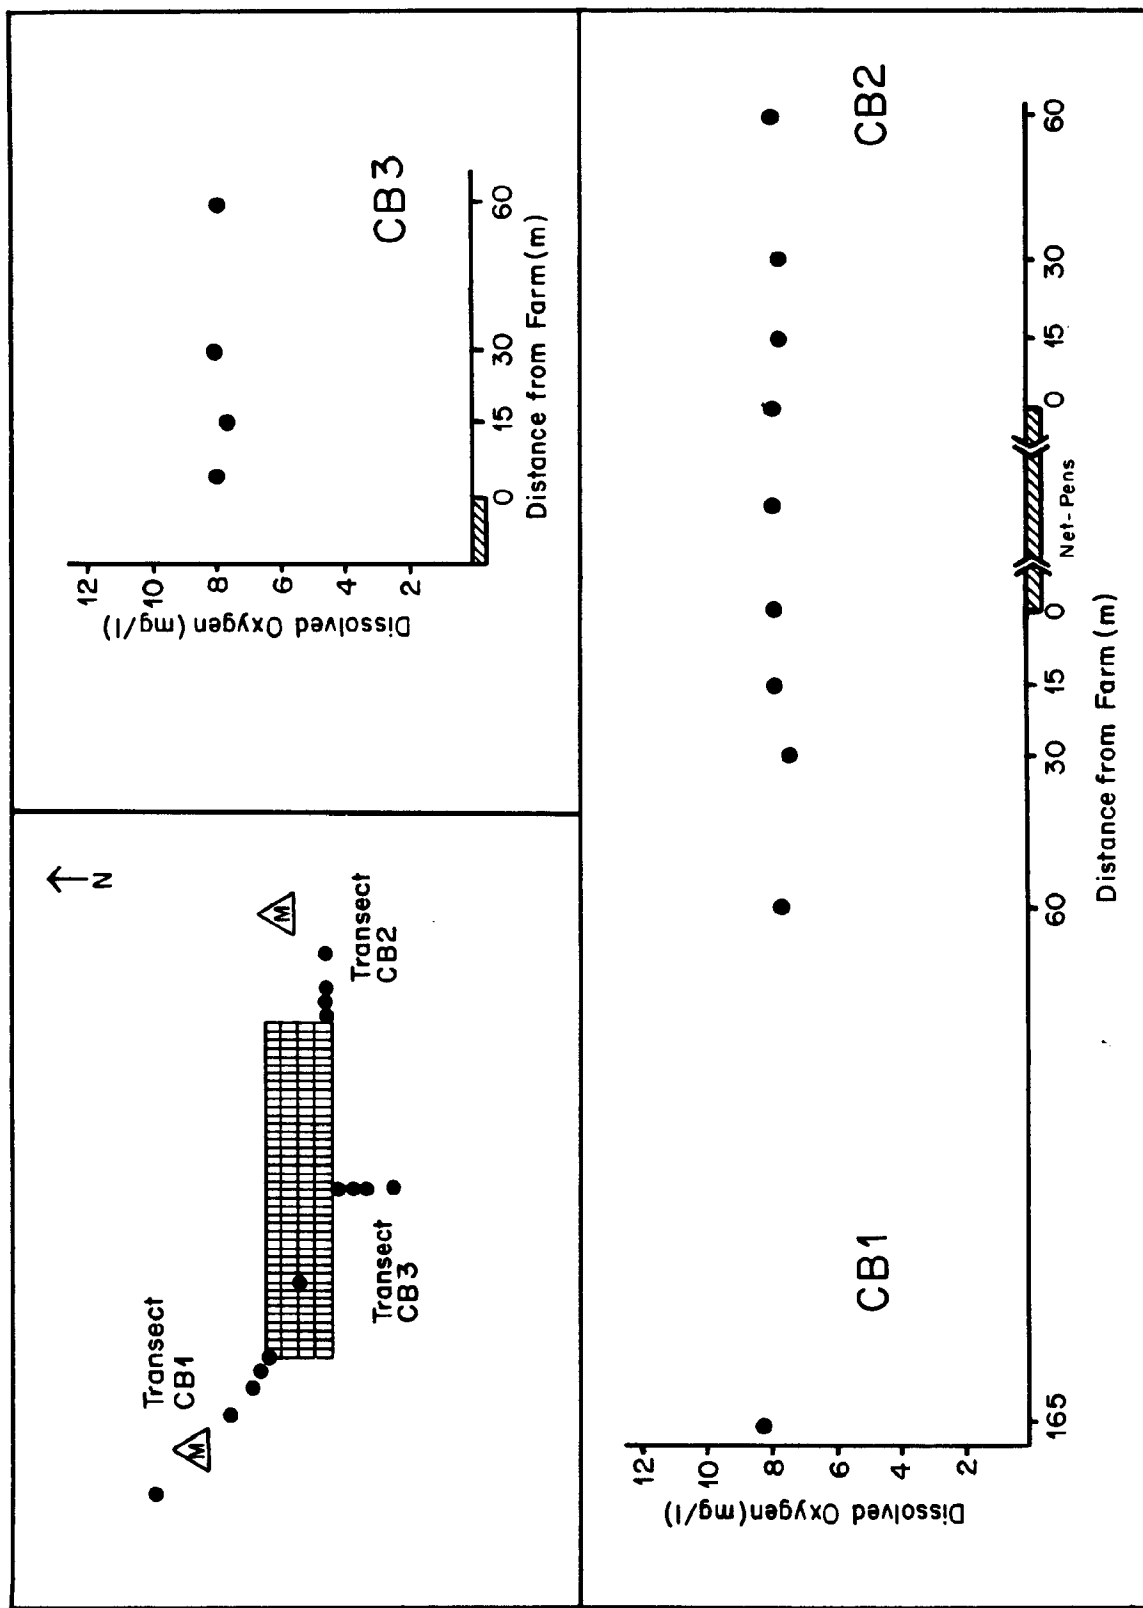 N
Transect
CB1
M
M
Transect
CB2
Transect
CB3
Dissolved Oxygen (mg/l)
12
10
8
6
4
2
0
15
30
60
Distance from Farm (m)
CB3
Dissolved Oxygen (mg/l)
12
10
8
6
4
2
CB1
CB2
165
60
30
15
0
Net-Pens
0
15
30
60
Distance from Farm (m)